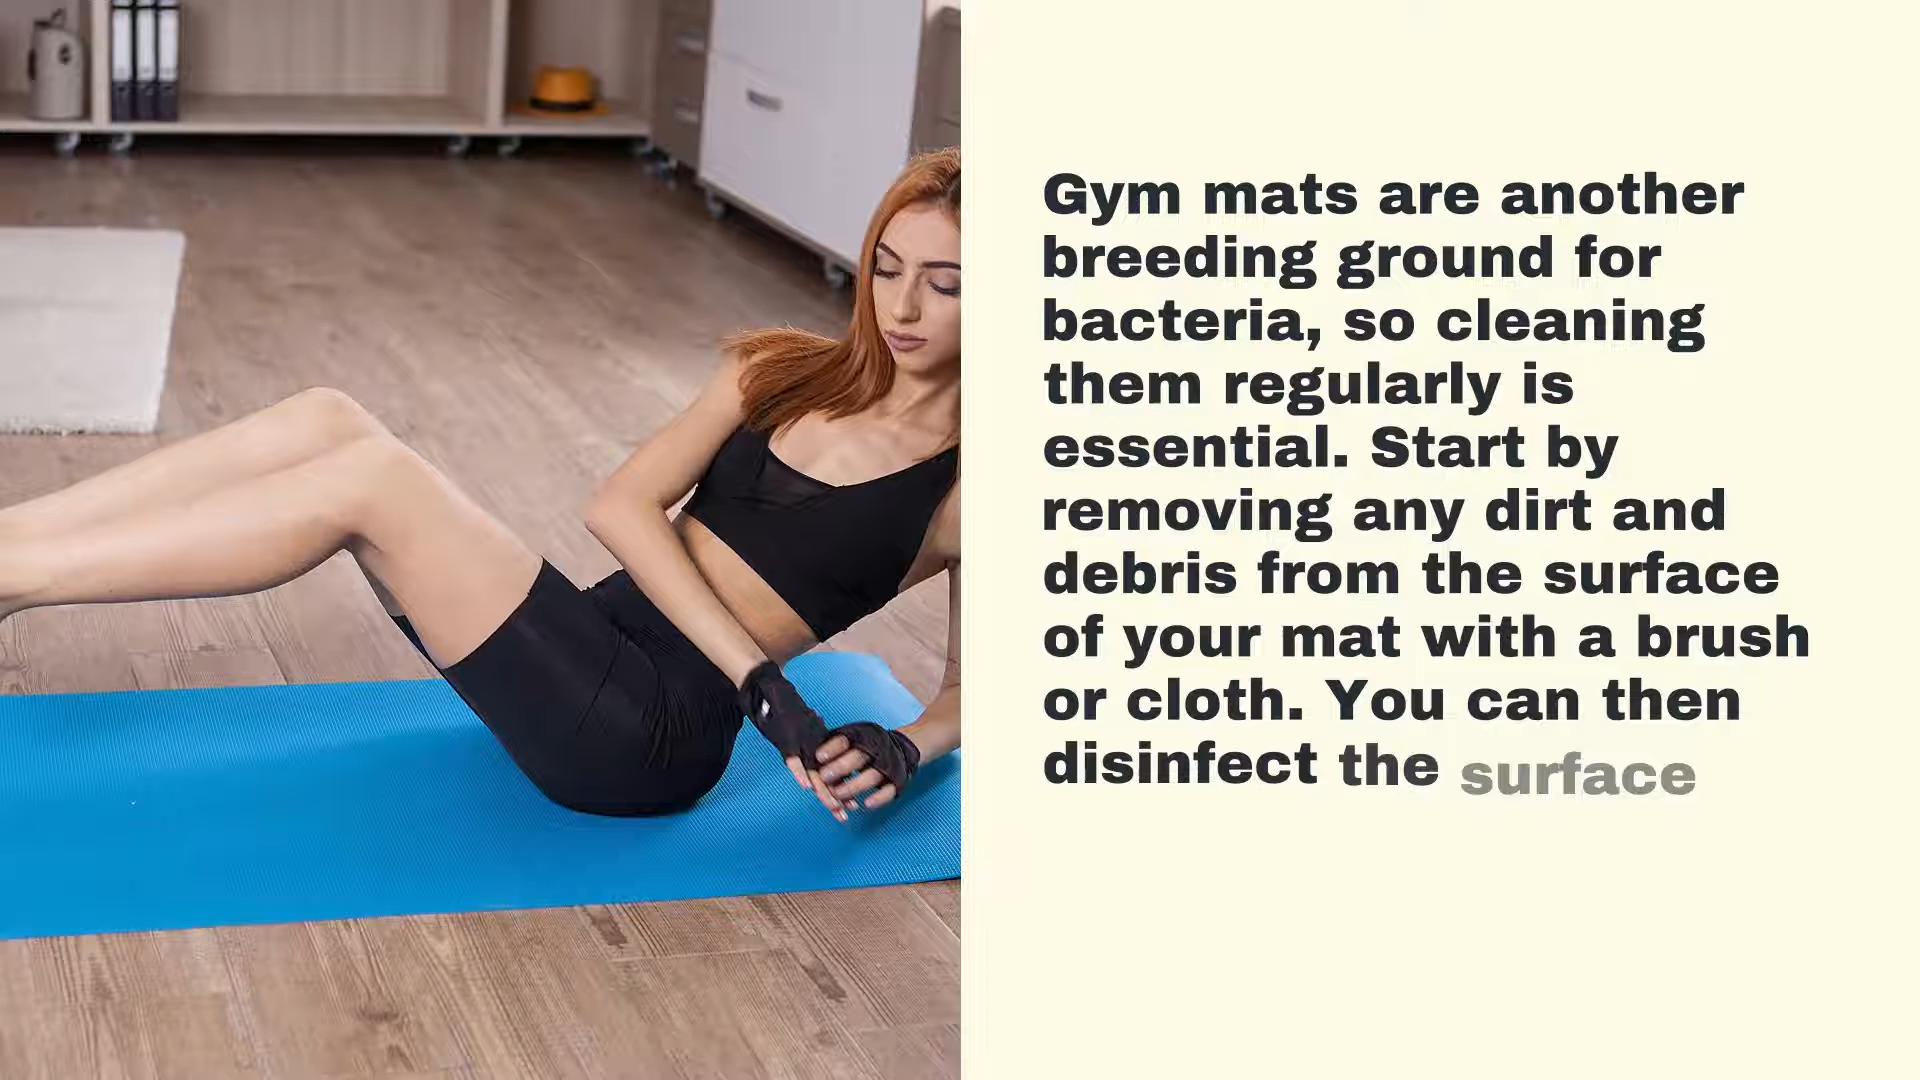 Gym mats are another
breeding ground for
bacteria, so cleaning
them regularly is
essential. Start by
removing any dirt and
debris from the surface
of your mat with a brush
or cloth. You can then
disinfect the surface